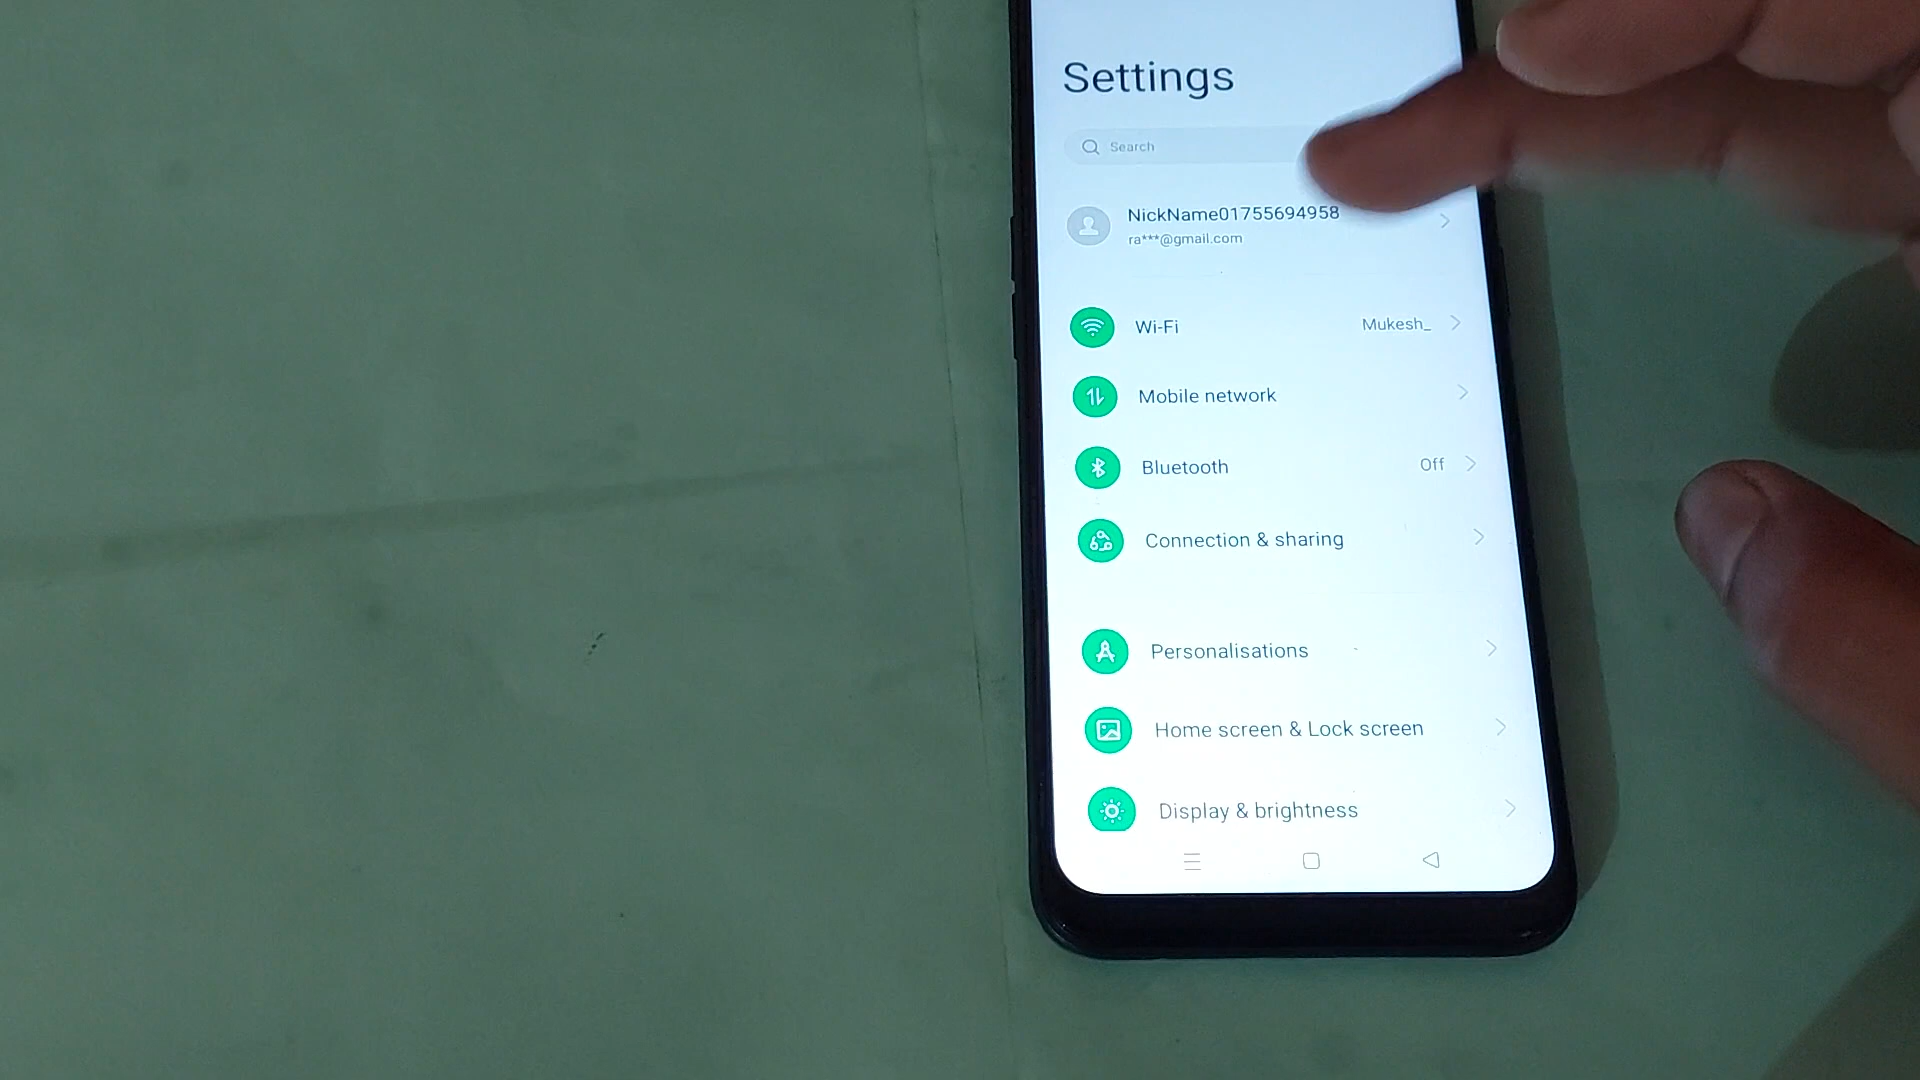 Settings
Search
NickName01755694958
ra***@gmail.com
Wi-Fi Mukesh_
Mobile network
Bluetooth Off
Connection & sharing
Personalisations
Home screen & Lock screen
Display & brightness